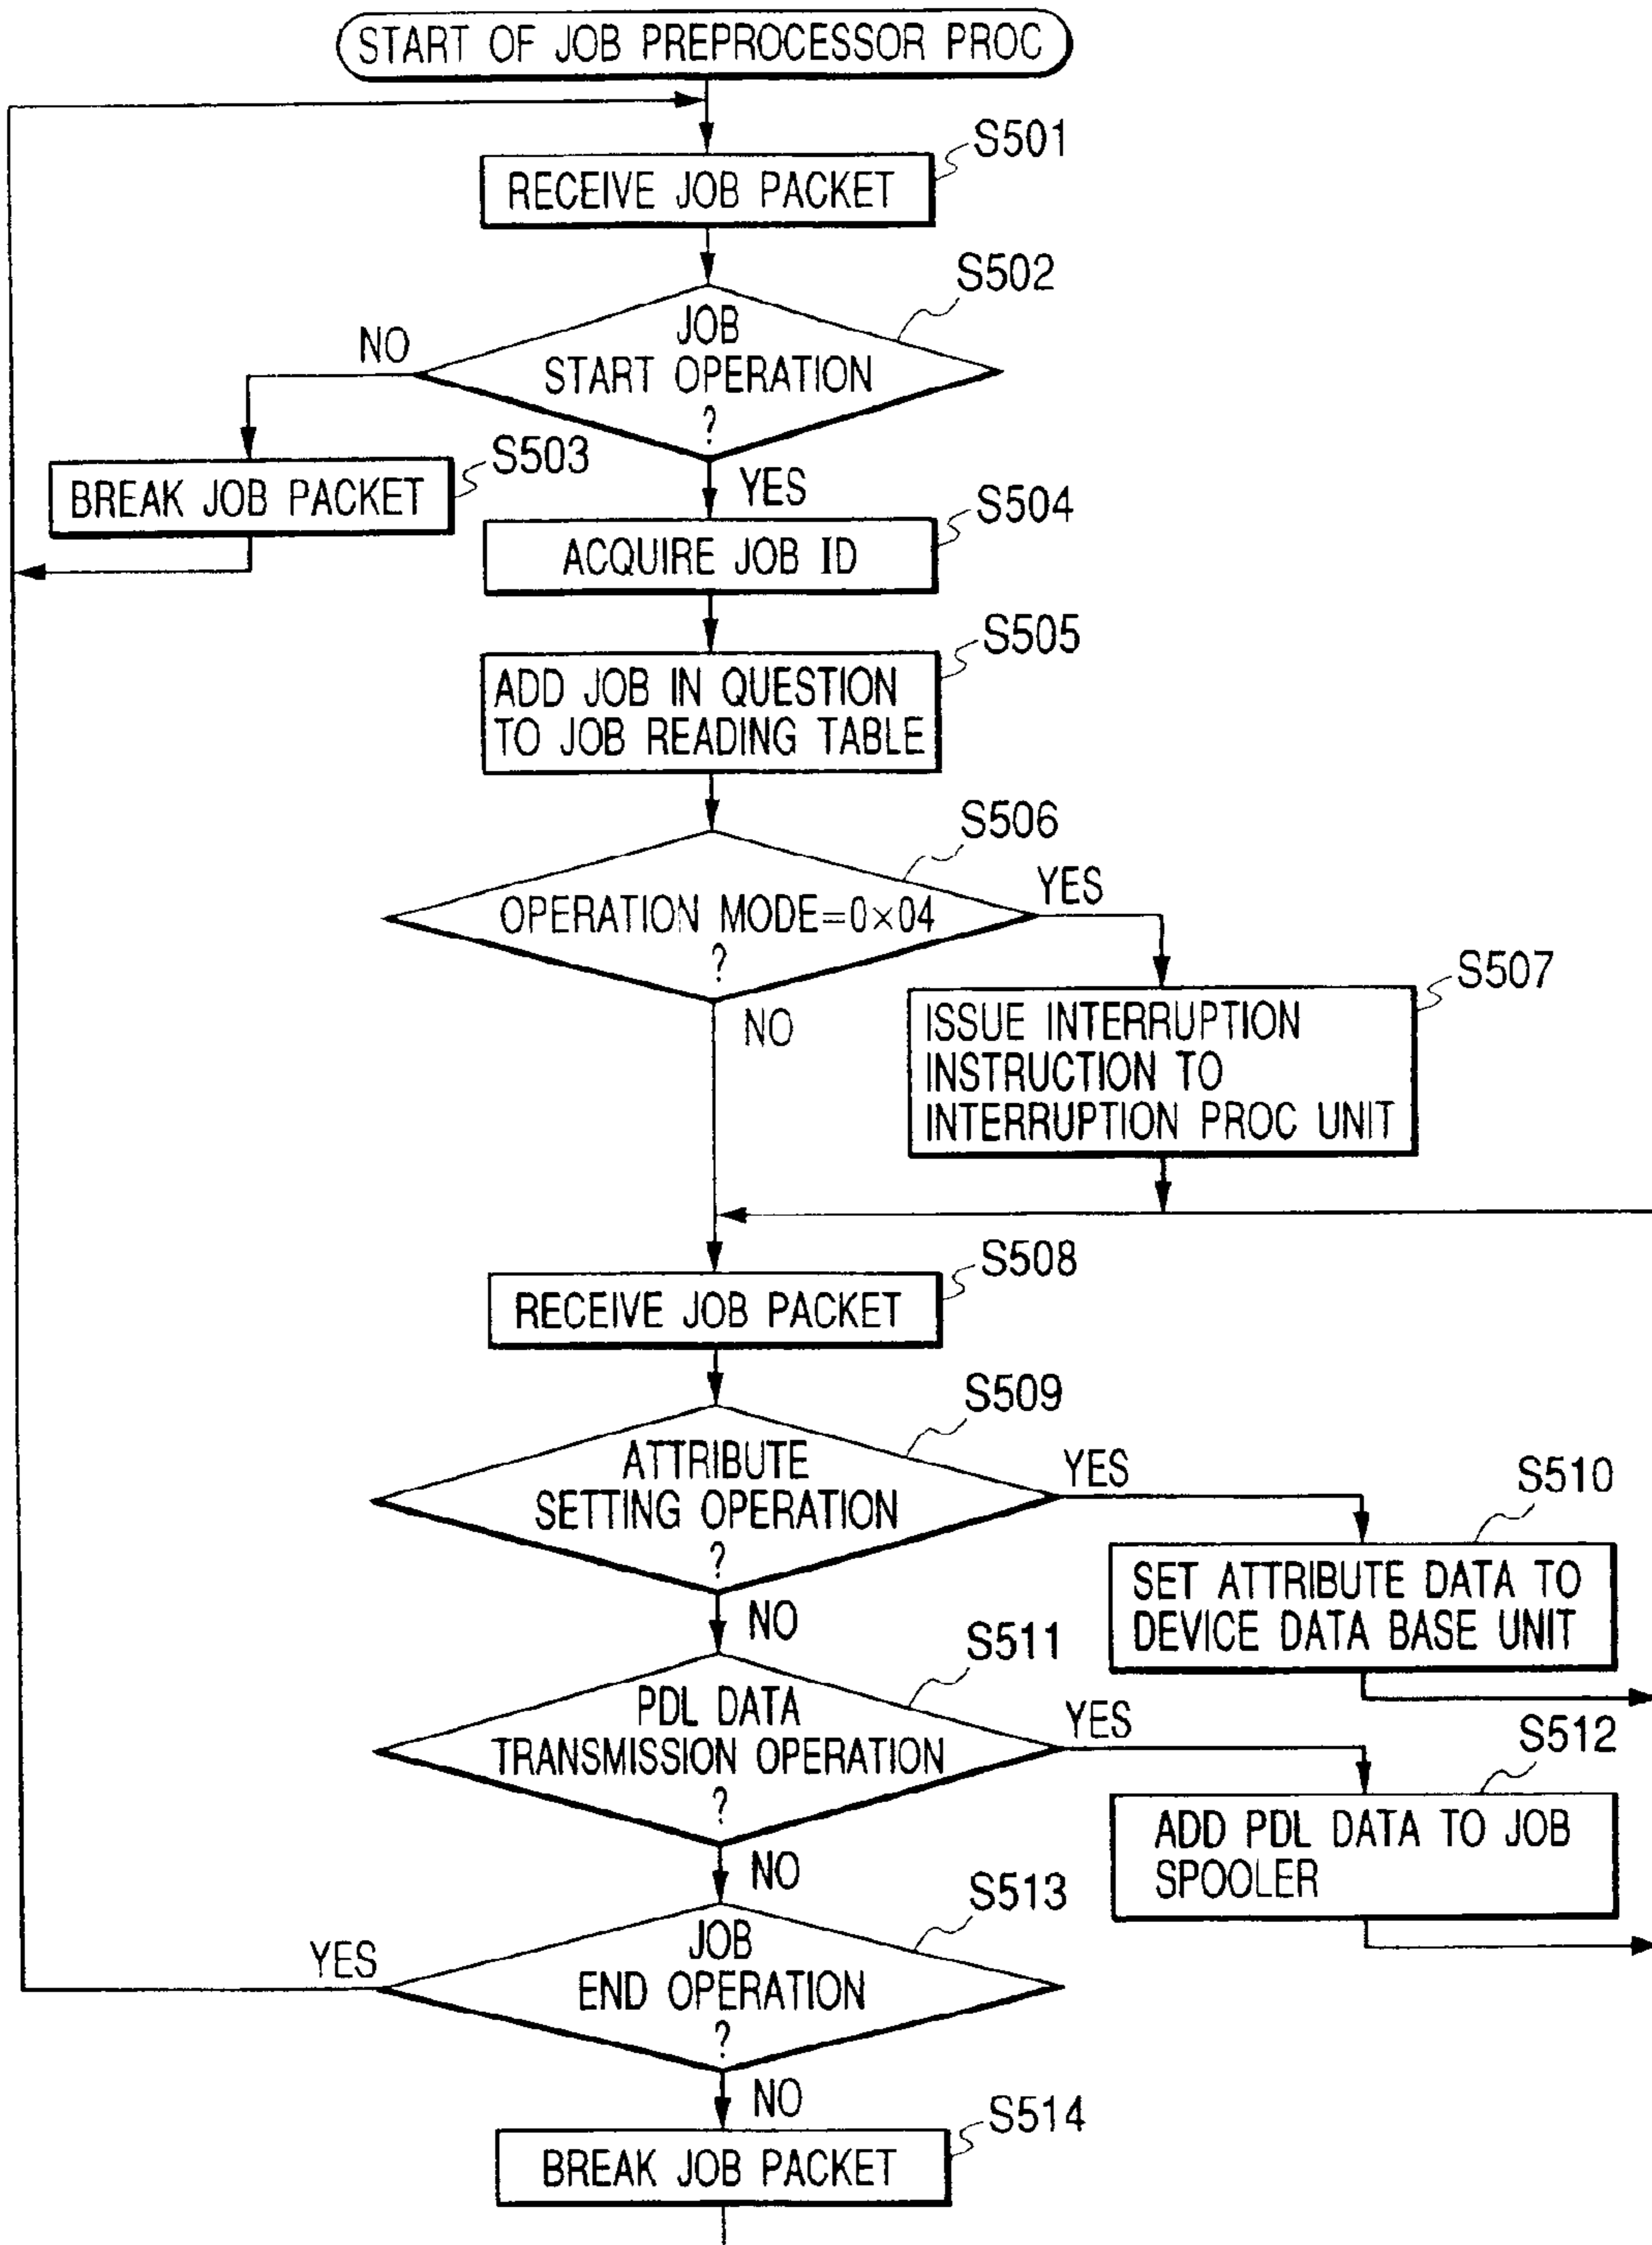 START OF JOB PREPROCESSOR PROC
S501
RECEIVE JOB PACKET
S502
JOB
START OPERATION
?
NO
YES
S503
BREAK JOB PACKET
S504
ACQUIRE JOB ID
S505
ADD JOB IN QUESTION
TO JOB READING TABLE
S506
OPERATION MODE=0×04
?
YES
NO
S507
ISSUE INTERRUPTION
INSTRUCTION TO
INTERRUPTION PROC UNIT
S508
RECEIVE JOB PACKET
S509
ATTRIBUTE
SETTING OPERATION
?
YES
NO
S510
SET ATTRIBUTE DATA TO
DEVICE DATA BASE UNIT
S511
PDL DATA
TRANSMISSION OPERATION
?
YES
NO
S512
ADD PDL DATA TO JOB
SPOOLER
S513
JOB
END OPERATION
?
YES
NO
S514
BREAK JOB PACKET